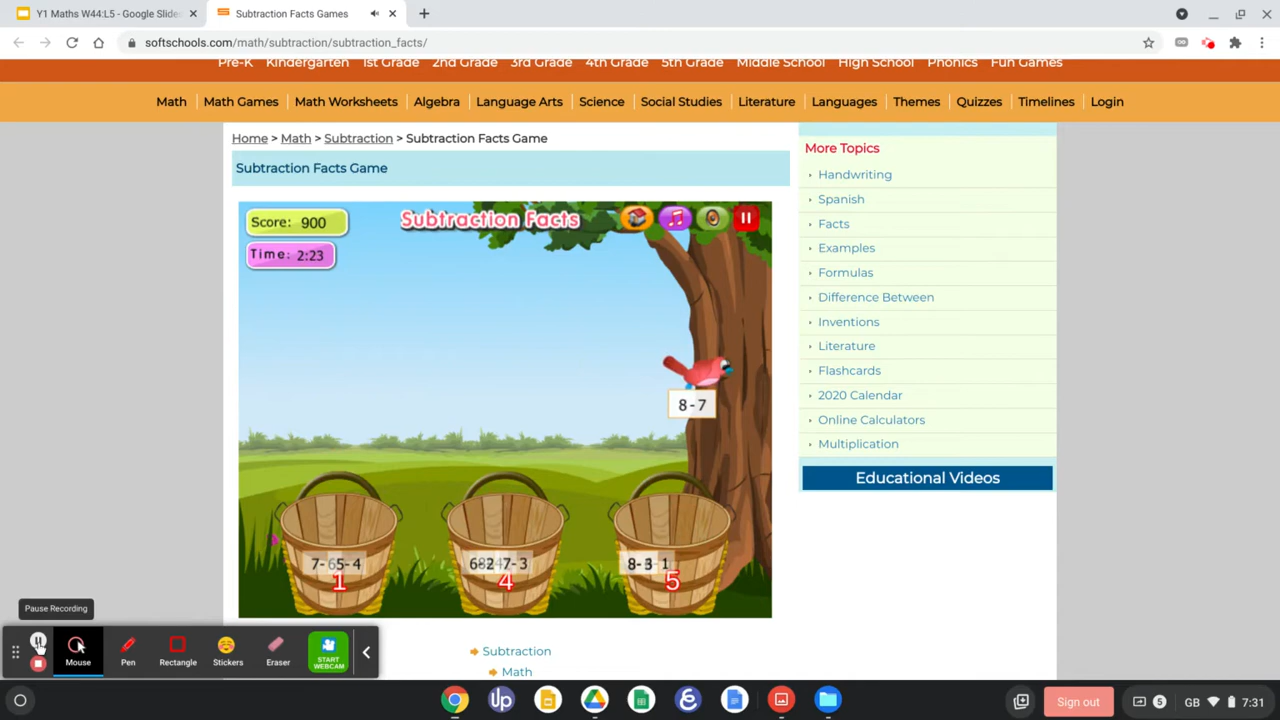 Y1 Maths W44:L5 - Google Slides
Subtraction Facts Games
softschools.com/math/subtraction/subtraction_facts/
Pre-K Kindergarten 1st Grade 2nd Grade 3rd Grade 4th Grade 5th Grade Middle School High School Phonics Fun Games
Math Math Games Math Worksheets Algebra Language Arts Science Social Studies Literature Languages Themes Quizzes Timelines Login
Home > Math > Subtraction > Subtraction Facts Game
Subtraction Facts Game
Score: 900
Subtraction Facts
Time: 2:23
8-7
1
4
5
Subtraction
Math
More Topics
Handwriting
Spanish
Facts
Examples
Formulas
Difference Between
Inventions
Literature
Flashcards
2020 Calendar
Online Calculators
Multiplication
Educational Videos
Pause Recording
Mouse Pen Rectangle Stickers Eraser START WEBCAM
Up
Sign out
5 GB 7:31